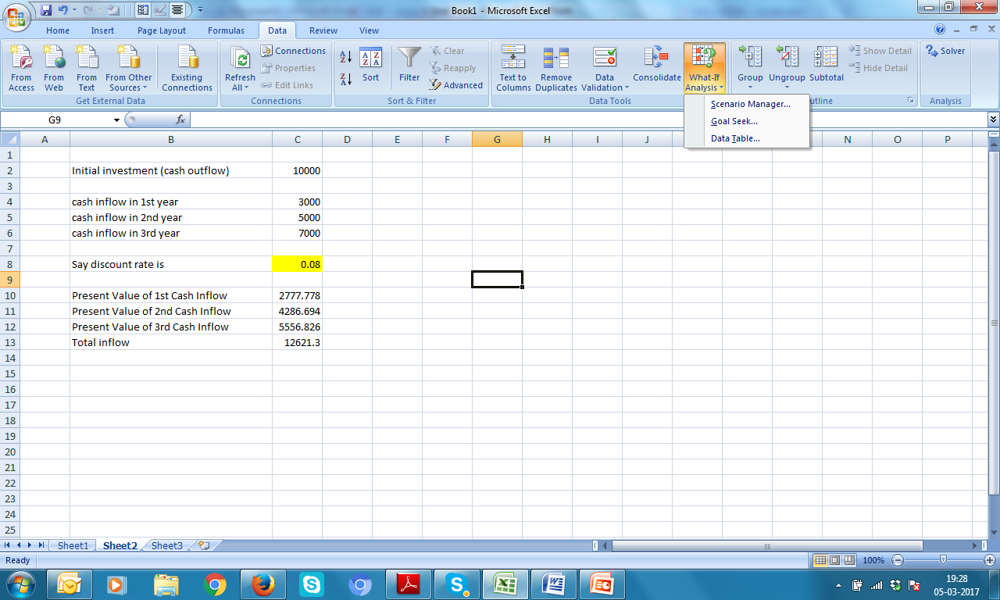 Book1 - Microsoft Excel
Home Insert Page Layout Formulas Data Review View
From Access
From Web
From Text
From Other Sources
Existing Connections
Get External Data
Refresh All
Connections
Properties
Edit Links
Connections
Sort
Filter
Clear
Reapply
Advanced
Sort & Filter
Text to Columns
Remove Duplicates
Data Validation
Consolidate
What-If Analysis
Data Tools
Group
Ungroup
Subtotal
Show Detail
Hide Detail
utline
Solver
Analysis
Scenario Manager...
Goal Seek...
Data Table...
G9 fx
A B C D E F G H I J N O P
1
2 Initial investment (cash outflow) 10000
3
4 cash inflow in 1st year 3000
5 cash inflow in 2nd year 5000
6 cash inflow in 3rd year 7000
7
8 Say discount rate is 0.08
9
10 Present Value of 1st Cash Inflow 2777.778
11 Present Value of 2nd Cash Inflow 4286.694
12 Present Value of 3rd Cash Inflow 5556.826
13 Total inflow 12621.3
14
15
16
17
18
19
20
21
22
23
24
25
Sheet1 Sheet2 Sheet3
Ready 100%
19:28
05-03-2017